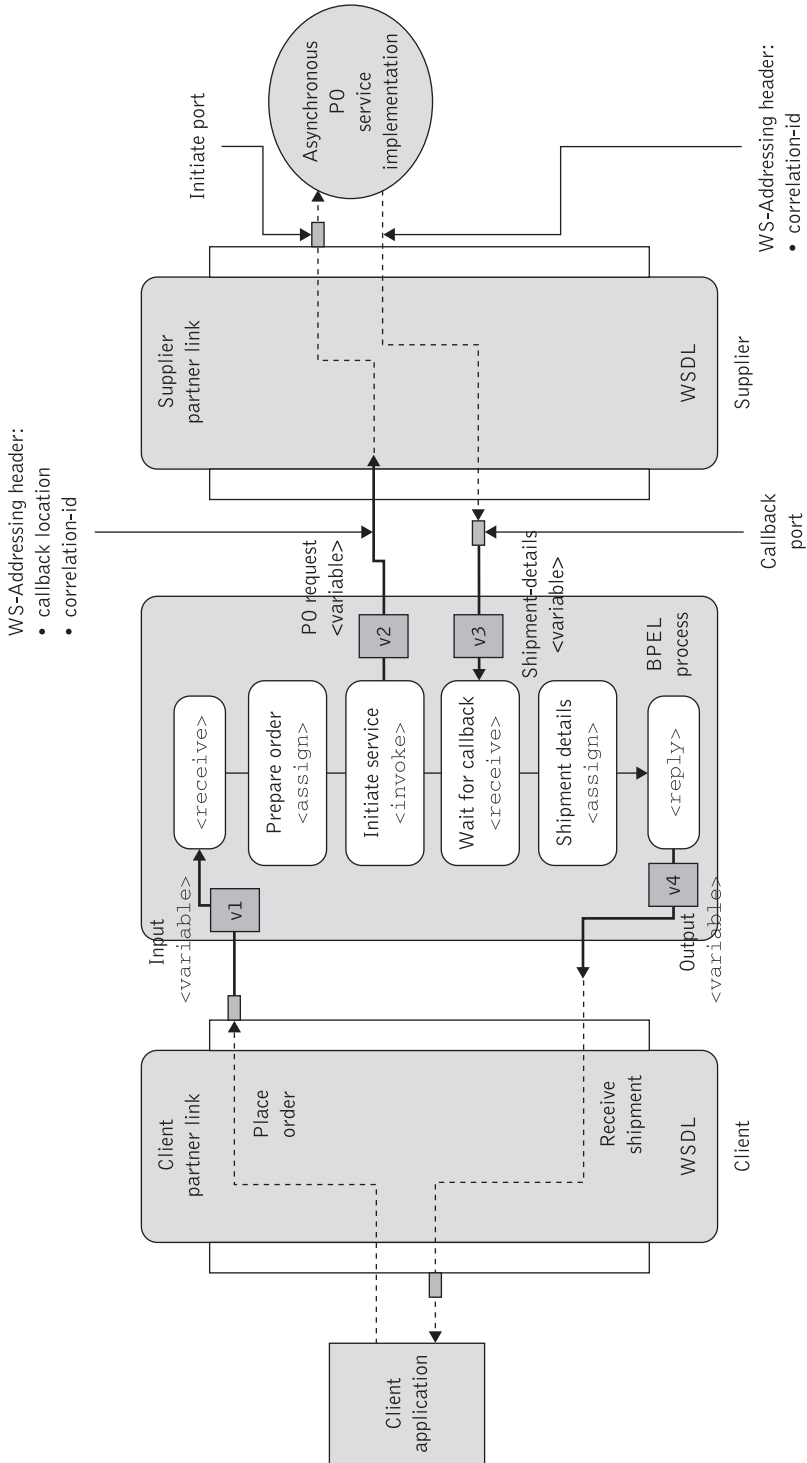 Client
application
Client
partner link
Place
order
Receive
shipment
WSDL
Client
Input
<variable>
v1
<receive>
Prepare order
<assign>
Initiate service
<invoke>
Wait for callback
<receive>
Shipment details
<assign>
<reply>
v4
Output
<variable>
BPEL
process
v2
PO request
<variable>
v3
Shipment-details
<variable>
WS-Addressing header:
• callback location
• correlation-id
Callback
port
Supplier
partner link
WSDL
Supplier
Initiate port
Asynchronous
PO
service
implementation
WS-Addressing header:
• correlation-id